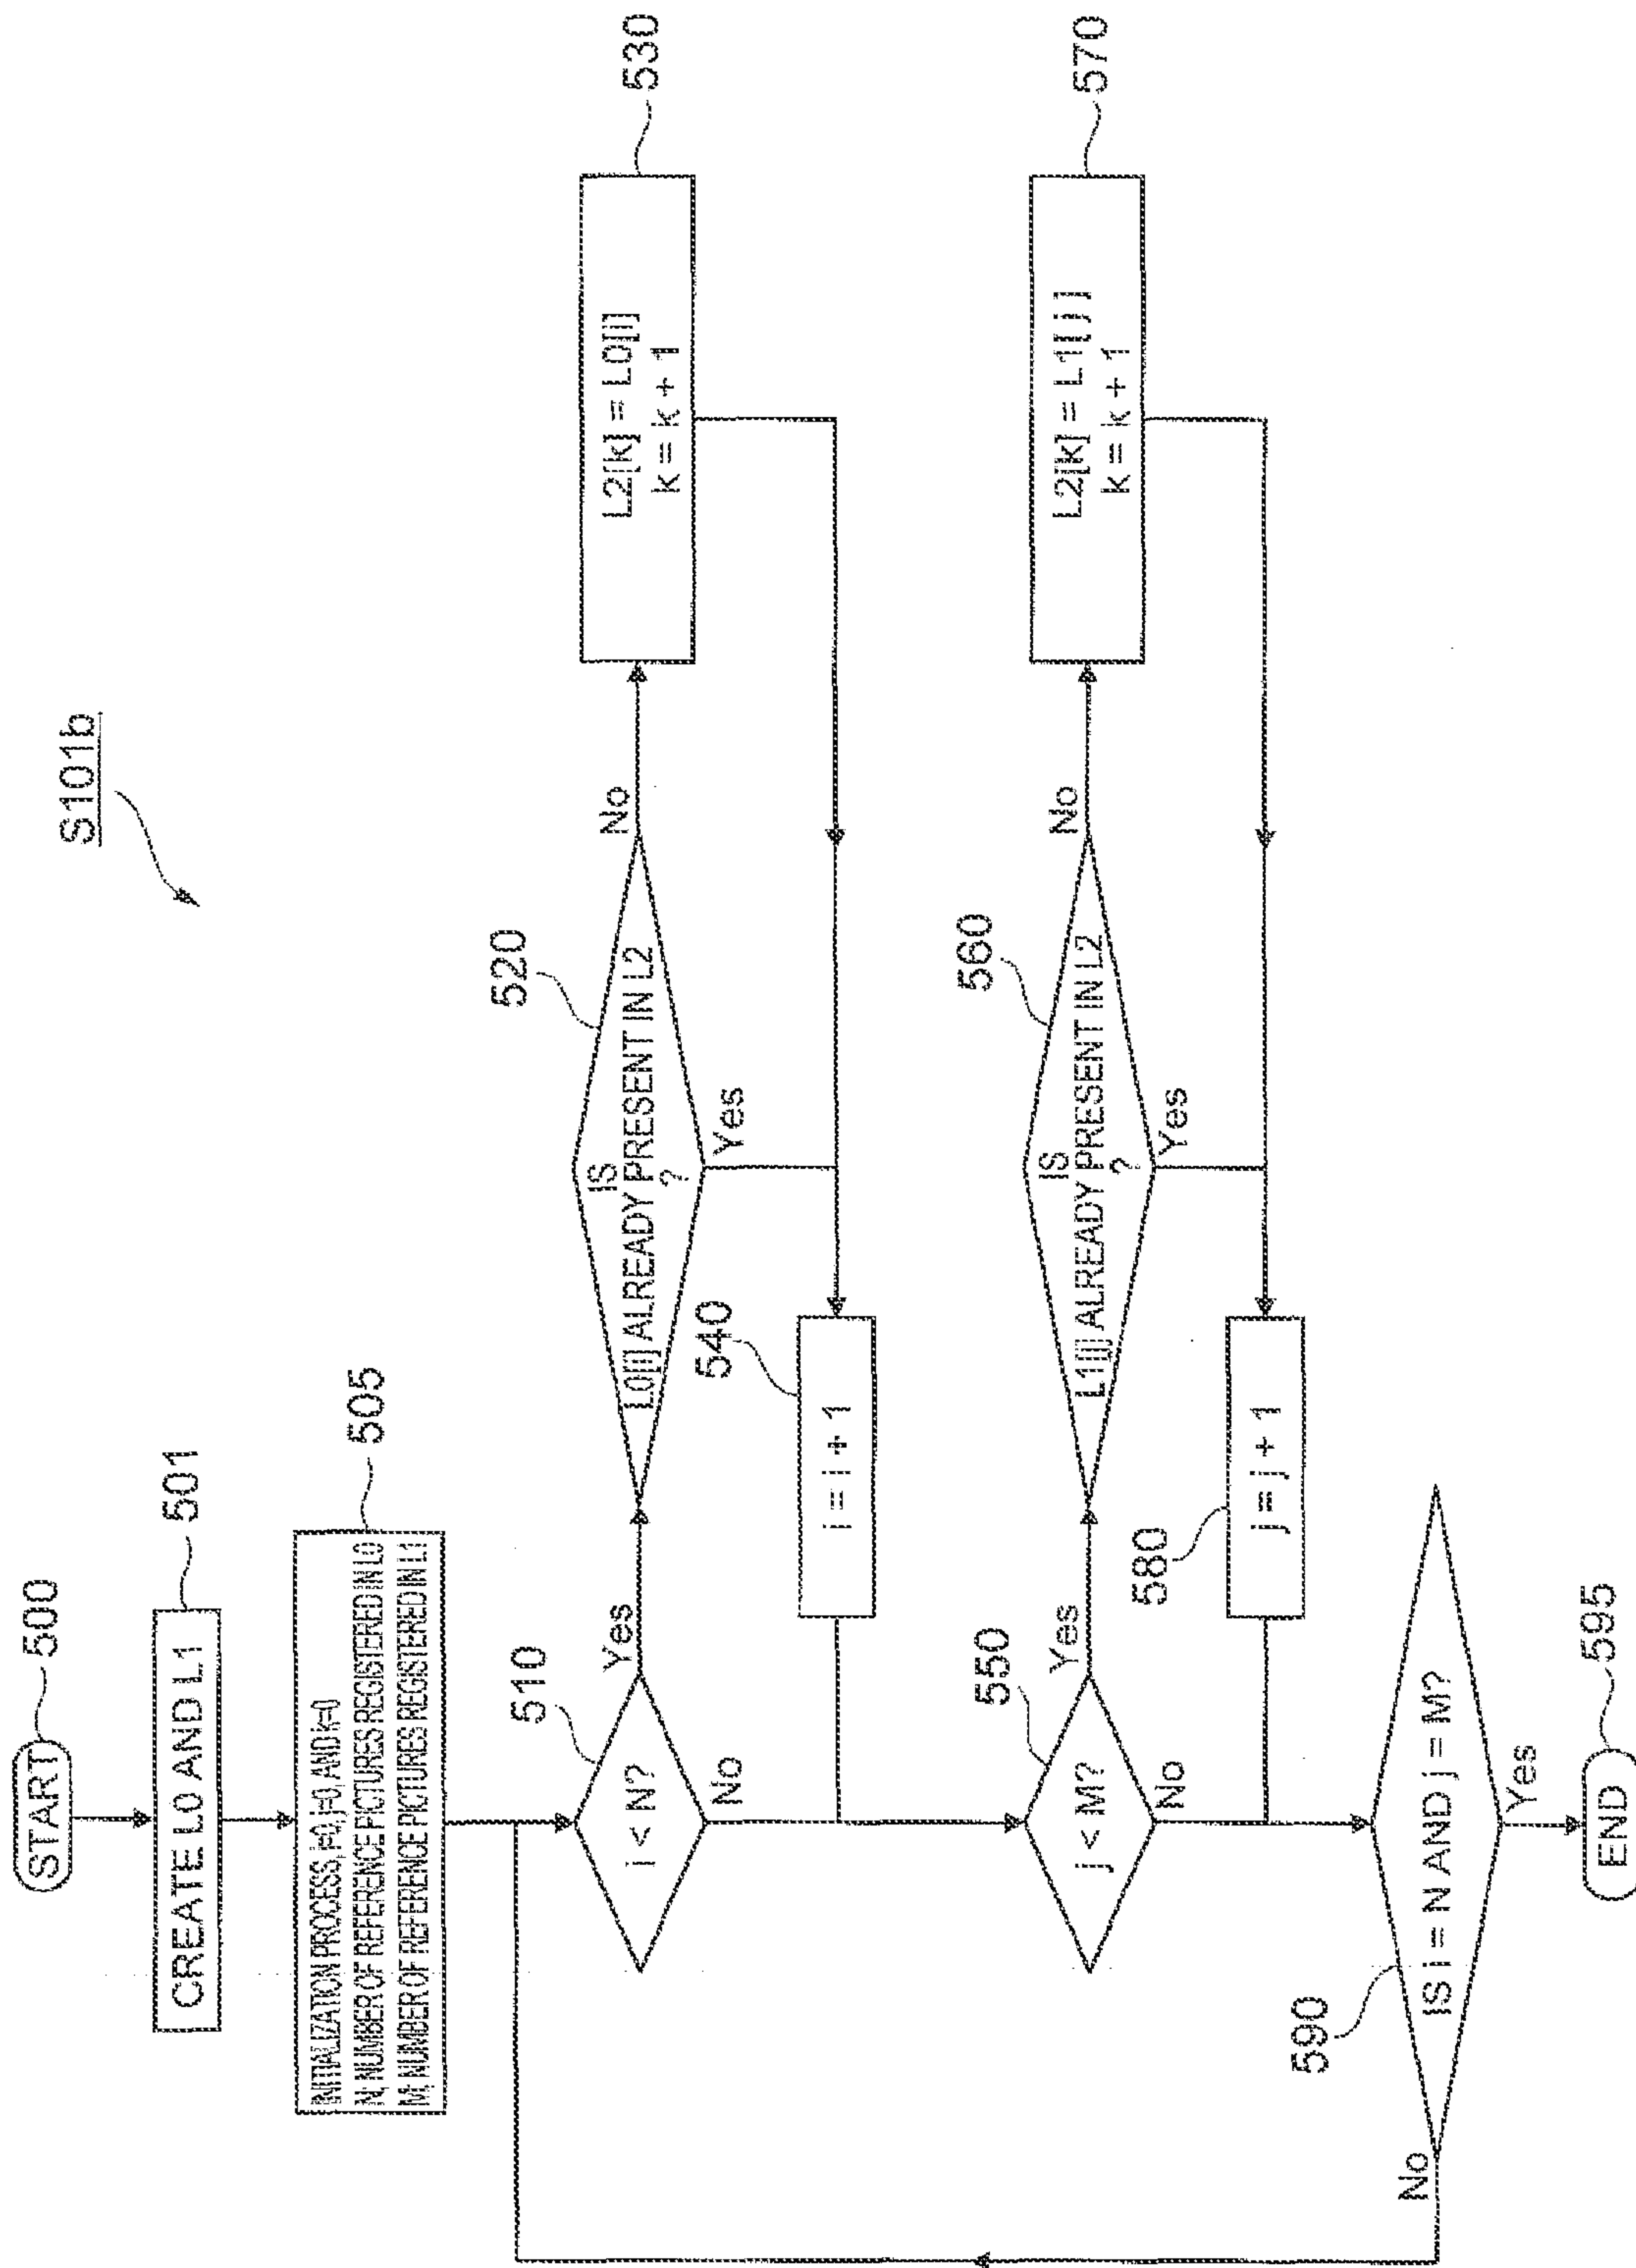 S101b
START
500
CREATE L0 AND L1
501
INITIALIZATION PROCESS, i=0, j=0, AND k=0
N; NUMBER OF REFERENCE PICTURES REGISTERED IN L0
M; NUMBER OF REFERENCE PICTURES REGISTERED IN L1
505
i < N?
510
Yes
No
IS
L0[i] ALREADY PRESENT IN L2
?
520
No
Yes
L2[k] = L0[i]
k = k + 1
530
i = i + 1
540
j < M?
550
Yes
No
IS
L1[j] ALREADY PRESENT IN L2
?
560
No
Yes
L2[k] = L1[j]
k = k + 1
570
j = j + 1
580
IS i = N AND j = M?
590
No
Yes
END
595